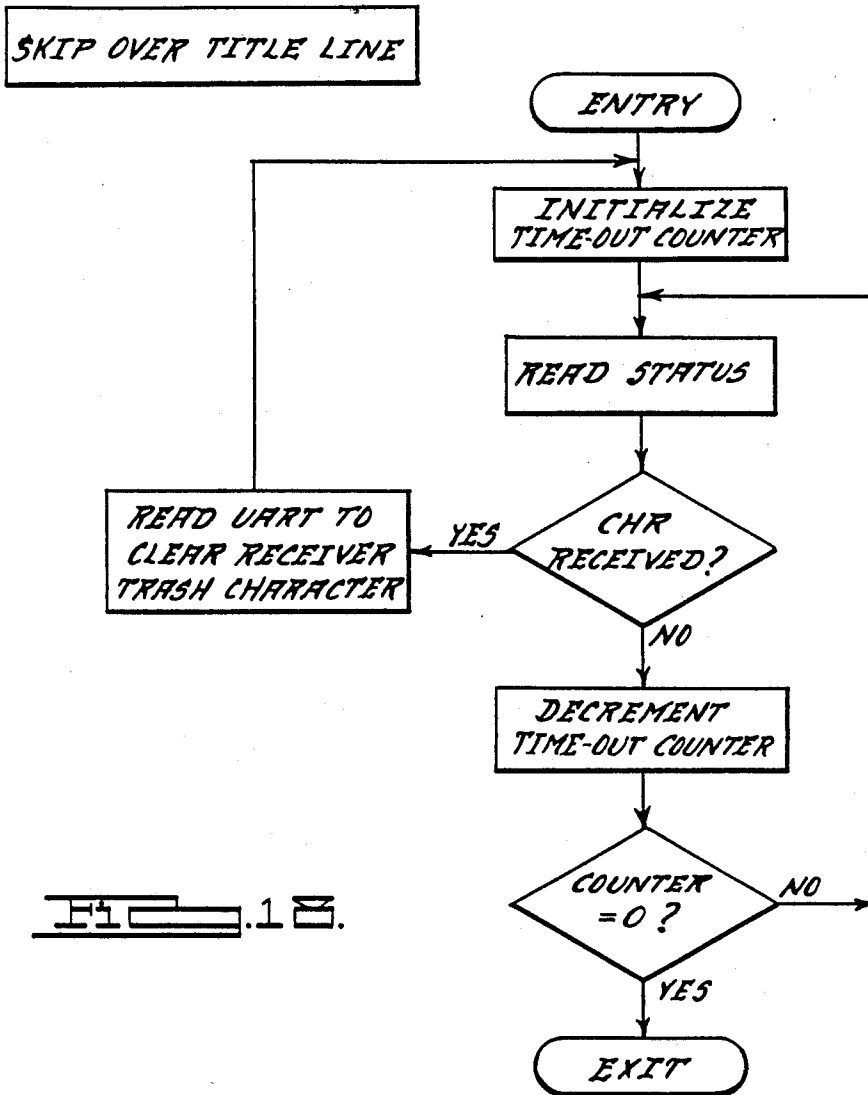 SKIP OVER TITLE LINE
ENTRY
INITIALIZE
TIME-OUT COUNTER
READ STATUS
CHR
RECEIVED?
YES
READ UART TO
CLEAR RECEIVER
TRASH CHARACTER
NO
DECREMENT
TIME-OUT COUNTER
COUNTER
=0?
NO
YES
EXIT